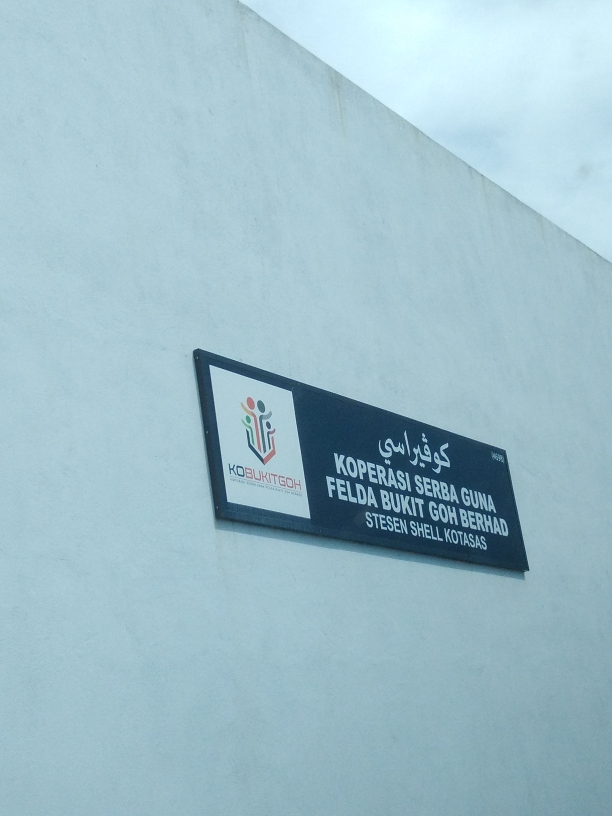 KOBUKITGOH
كوڤيراسي
KOPERASI SERBA GUNA
FELDA BUKIT GOH BERHAD
STESEN SHELL KOTASAS